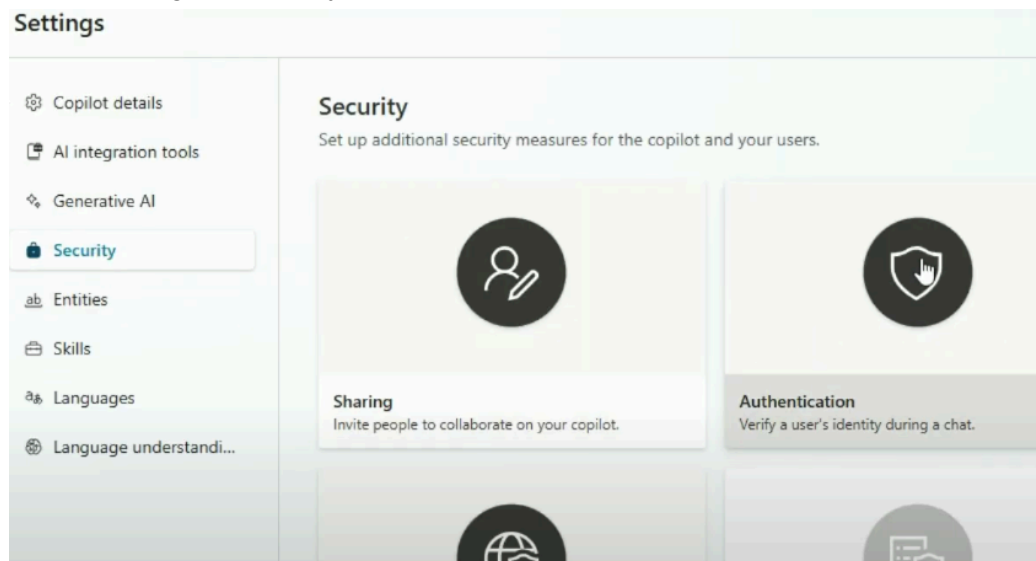 Settings
Copilot details
AI integration tools
Generative AI
Security
Entities
Skills
Languages
Language understandi...
Security
Set up additional security measures for the copilot and your users.
Sharing
Invite people to collaborate on your copilot.
Authentication
Verify a user's identity during a chat.